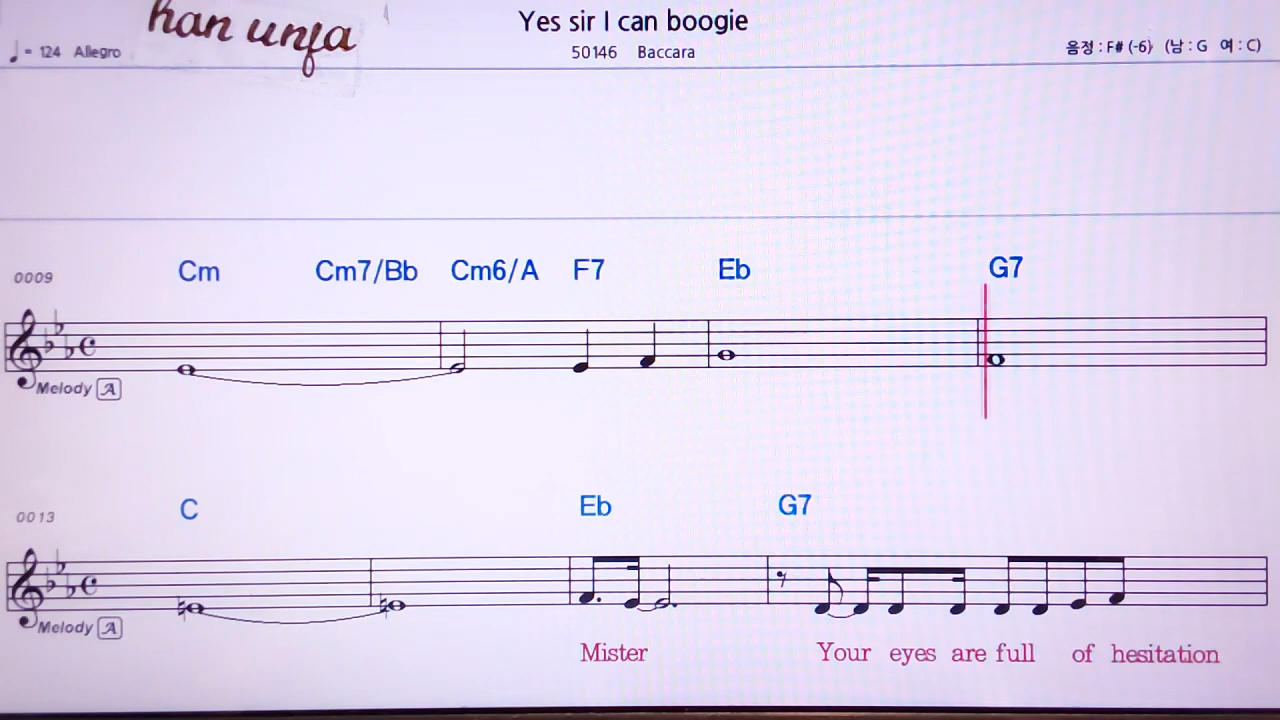 han unja
Yes sir I can boogie
= 124 Allegro
50146 Baccara
음정 : F# (-6) (남 : G 여 : C)
0009
Cm Cm7/Bb Cm6/A F7 Eb G7
Melody A
0013
C Eb G7
Melody A
Mister Your eyes are full of hesitation